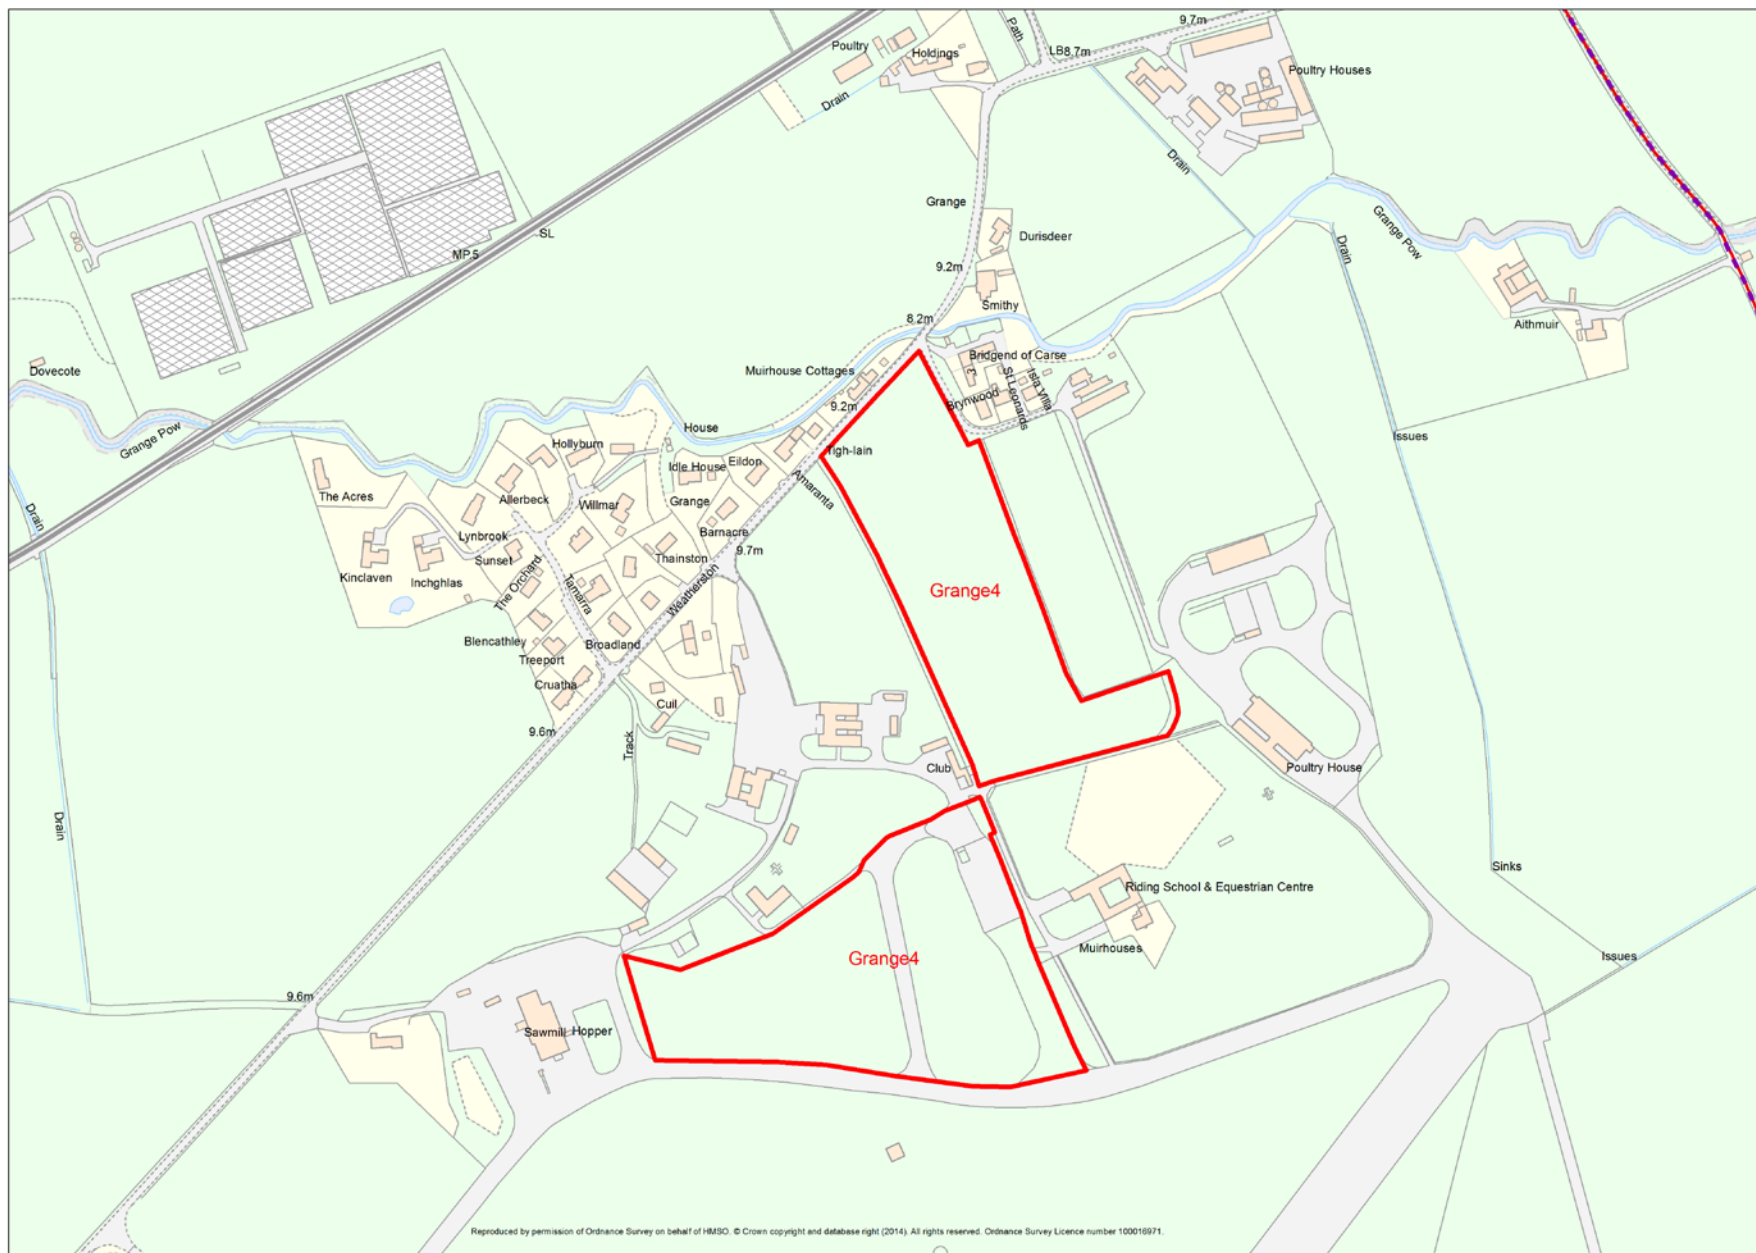 Path
9.7m
Poultry
Holdings
LB
8.7m
Poultry Houses
Drain
Drain
Grange
Grange Pow
Durisdeer
Drain
SL
MP.5
9.2m
Smithy
Aithmuir
8.2m
Bridgend of Carse
3
St Leonards
Isla Villa
Brynwood
Dovecote
Muirhouse Cottages
9.2m
Grange Pow
House
Issues
Hollyburn
Tigh-Iain
Idle House
Eildon
Amaranta
The Acres
Allerbeck
Willmar
Grange
Drain
Lynbrook
Barnacre
Sunset
9.7m
Thainston
Kinclaven
Inchghlas
The Orchard
Tamarra
Weatherston
Grange4
Blencathley
Broadland
Treeport
Cruatha
Cuil
9.6m
Track
Club
Poultry House
Drain
Sinks
Riding School & Equestrian Centre
Muirhouses
Grange4
Issues
9.6m
Sawmill
Hopper
Reproduced by permission of Ordnance Survey on behalf of HMSO. © Crown copyright and database right (2014). All rights reserved. Ordnance Survey Licence number 100016971.